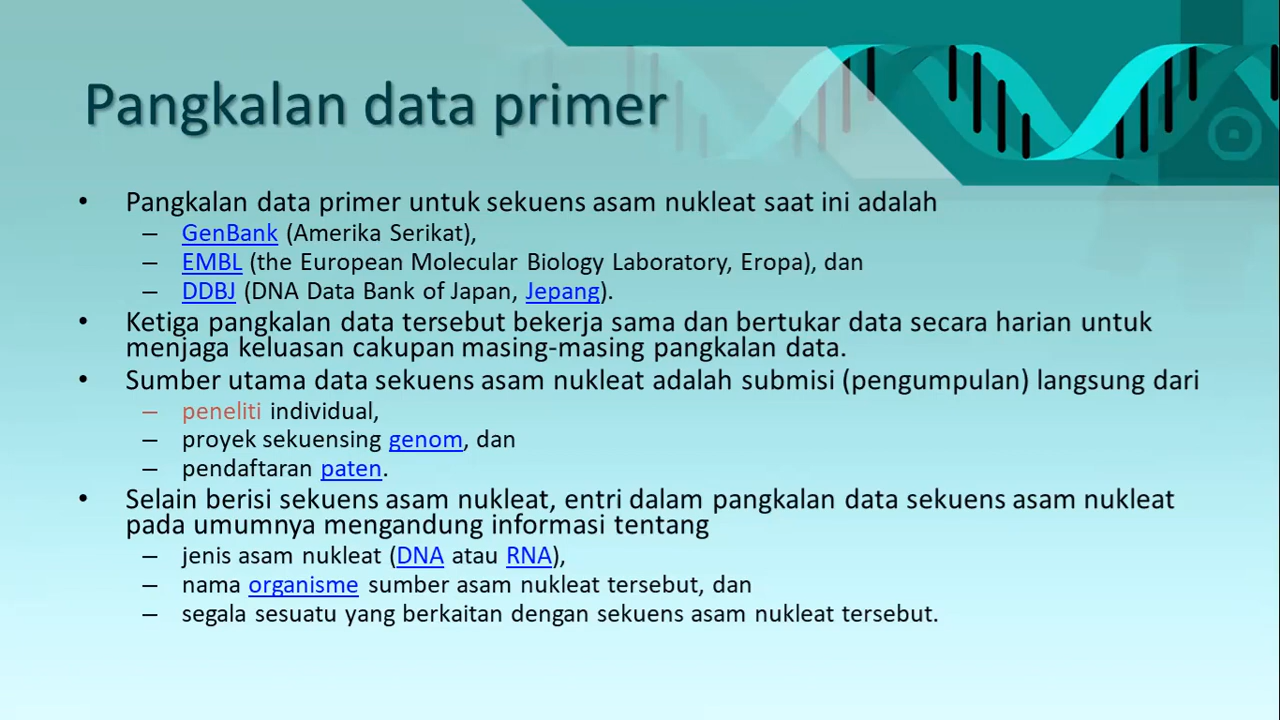 Pangkalan data primer
• Pangkalan data primer untuk sekuens asam nukleat saat ini adalah
– GenBank (Amerika Serikat),
– EMBL (the European Molecular Biology Laboratory, Eropa), dan
– DDBJ (DNA Data Bank of Japan, Jepang).
• Ketiga pangkalan data tersebut bekerja sama dan bertukar data secara harian untuk
menjaga keluasan cakupan masing-masing pangkalan data.
• Sumber utama data sekuens asam nukleat adalah submisi (pengumpulan) langsung dari
– peneliti individual,
– proyek sekuensing genom, dan
– pendaftaran paten.
• Selain berisi sekuens asam nukleat, entri dalam pangkalan data sekuens asam nukleat
pada umumnya mengandung informasi tentang
– jenis asam nukleat (DNA atau RNA),
– nama organisme sumber asam nukleat tersebut, dan
– segala sesuatu yang berkaitan dengan sekuens asam nukleat tersebut.